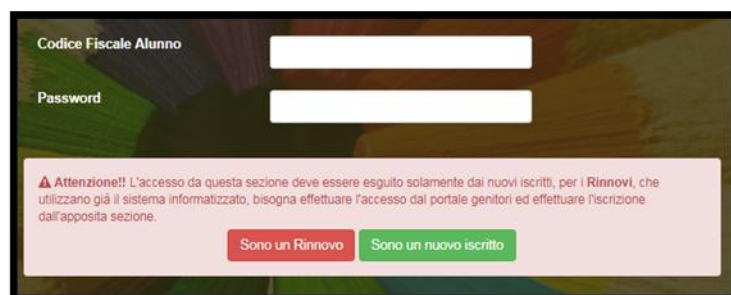 Codice Fiscale Alunno
Password
Attenzione!! L'accesso da questa sezione deve essere esguito solamente dai nuovi iscritti, per i Rinnovi, che
utilizzano già il sistema informatizzato, bisogna effettuare l'accesso dal portale genitori ed effettuare l'iscrizione
dall'apposita sezione.
Sono un Rinnovo Sono un nuovo iscritto